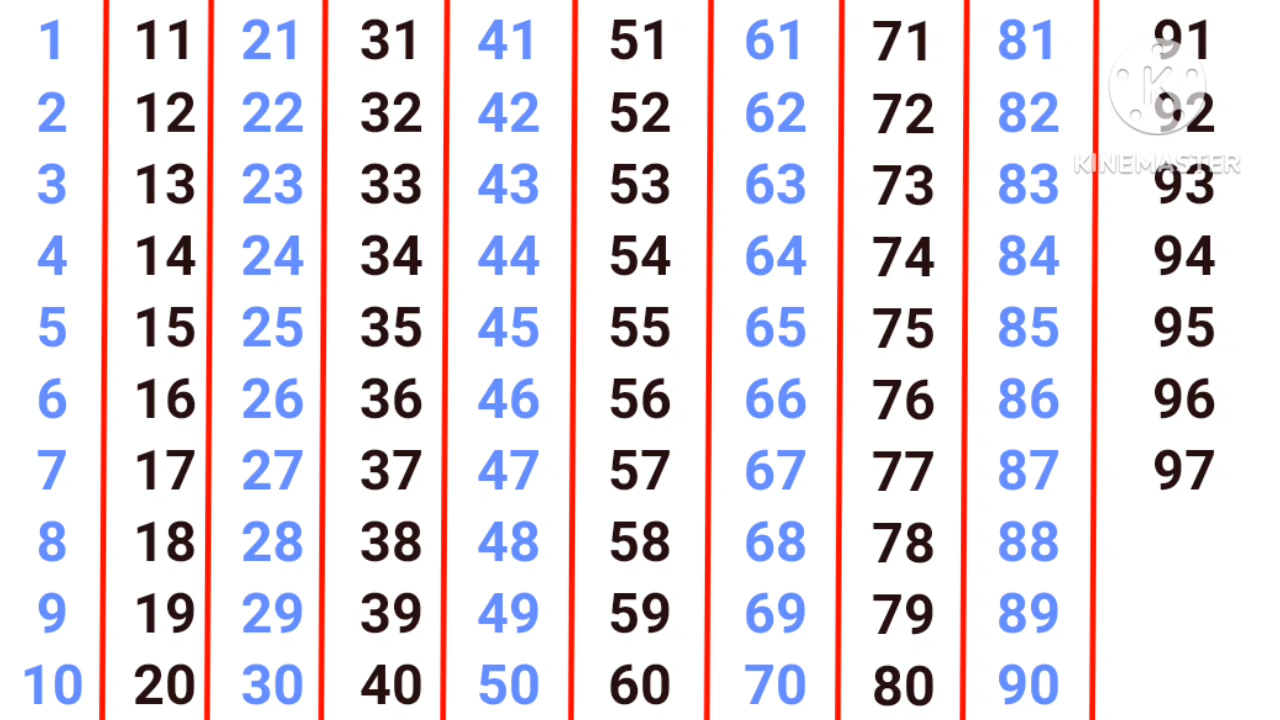 1 11 21 31 41 51 61 71 81 91
2 12 22 32 42 52 62 72 82 92
KINEMASTER
3 13 23 33 43 53 63 73 83 93
4 14 24 34 44 54 64 74 84 94
5 15 25 35 45 55 65 75 85 95
6 16 26 36 46 56 66 76 86 96
7 17 27 37 47 57 67 77 87 97
8 18 28 38 48 58 68 78 88
9 19 29 39 49 59 69 79 89
10 20 30 40 50 60 70 80 90